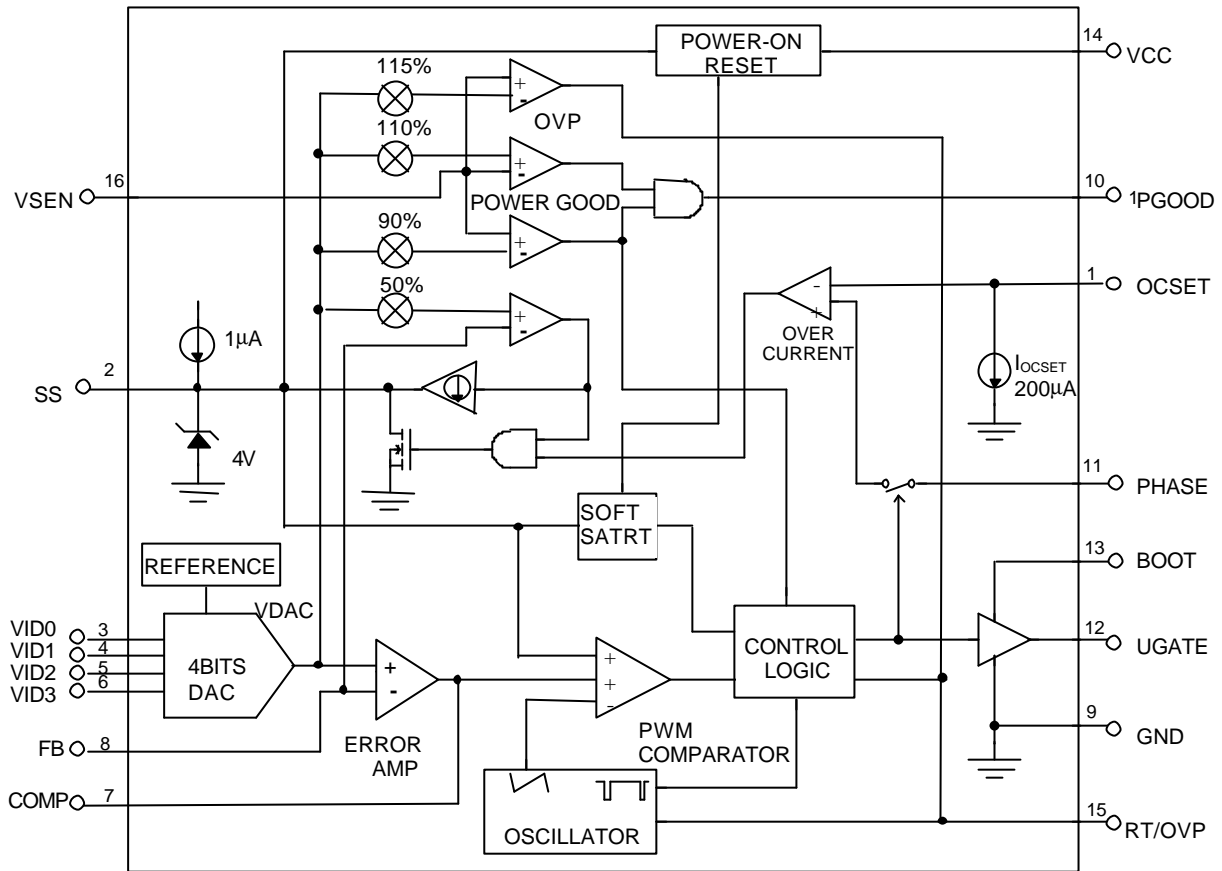 POWER-ON
RESET
14
VCC
115%
+
-
OVP
110%
+
-
16
VSEN
POWER GOOD
10
1PGOOD
90%
+
-
50%
+
-
-
+
OVER
CURRENT
1
OCSET
1μA
IOCSET
200μA
2
SS
4V
11
PHASE
SOFT
SATRT
13
BOOT
REFERENCE
VDAC
VID0
3
VID1
4
VID2
5
VID3
6
4BITS
DAC
+
-
ERROR
AMP
+
+
-
PWM
COMPARATOR
CONTROL
LOGIC
12
UGATE
9
GND
FB
8
COMP
7
OSCILLATOR
15
RT/OVP